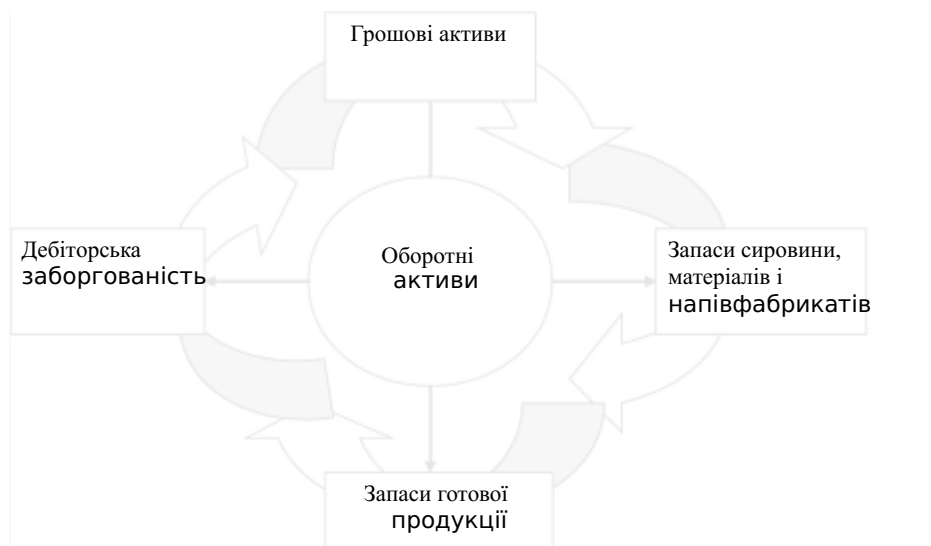 Грошові активи
Дебіторська
заборгованість
Оборотні
активи
Запаси сировини,
матеріалів і
напівфабрикатів
Запаси готової
продукції